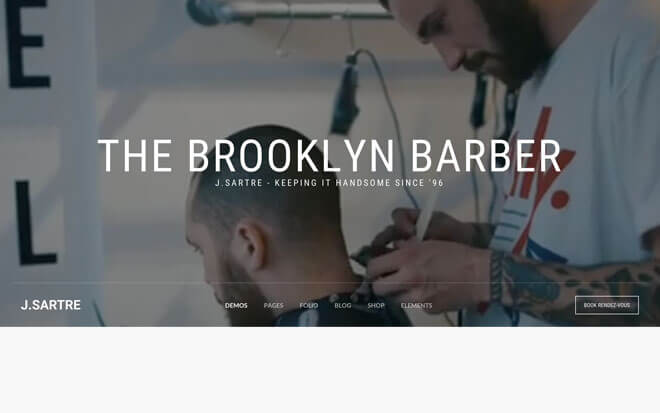 E
L
THE BROOKLYN BARBER
J.SARTRE - KEEPING IT HANDSOME SINCE '96
J.SARTRE
DEMOS PAGES FOLIO BLOG SHOP ELEMENTS
BOOK RENDEZ-VOUS